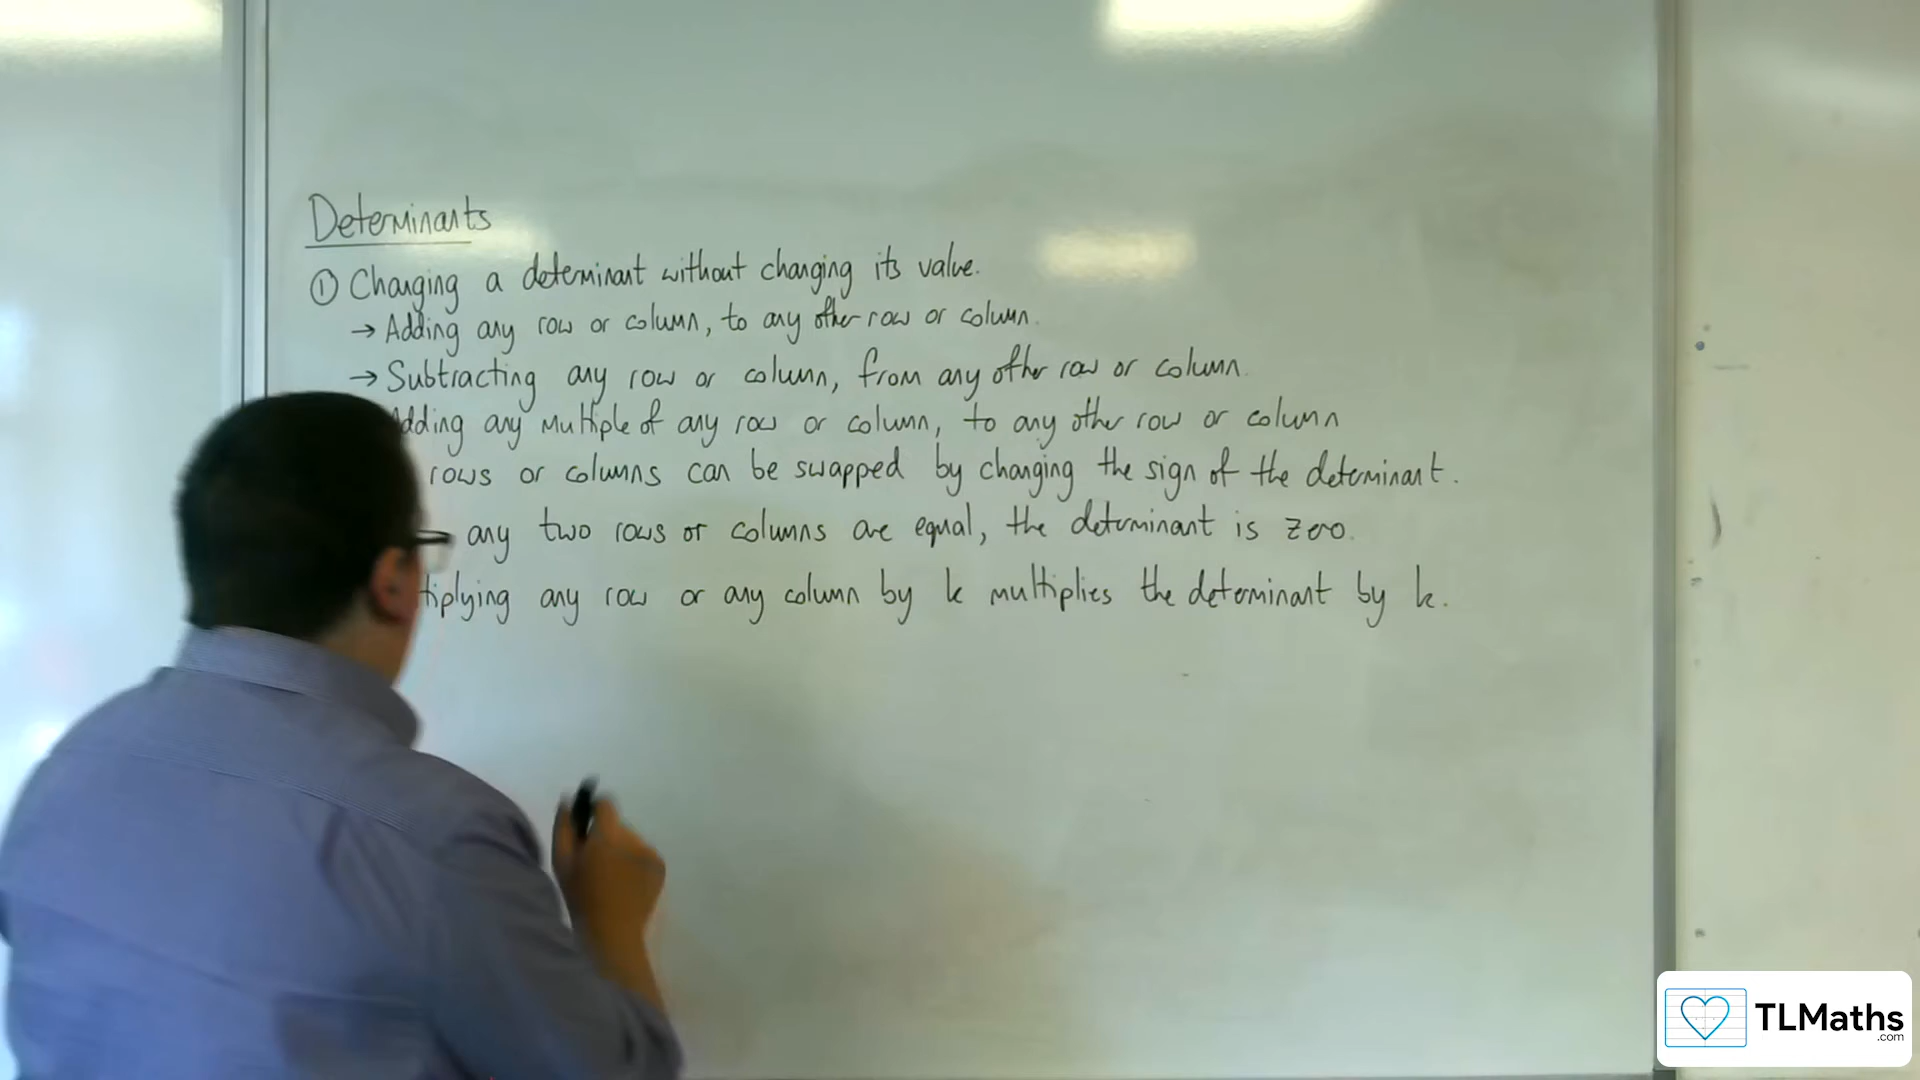 Determinants
① Changing a determinant without changing its value.
→ Adding any row or column, to any other row or column.
→ Subtracting any row or column, from any other row or column.
Adding any multiple of any row or column, to any other row or column
rows or columns can be swapped by changing the sign of the determinant.
any two rows or columns are equal, the determinant is zero.
tiplying any row or any column by k multiplies the determinant by k.
TLMaths
.com